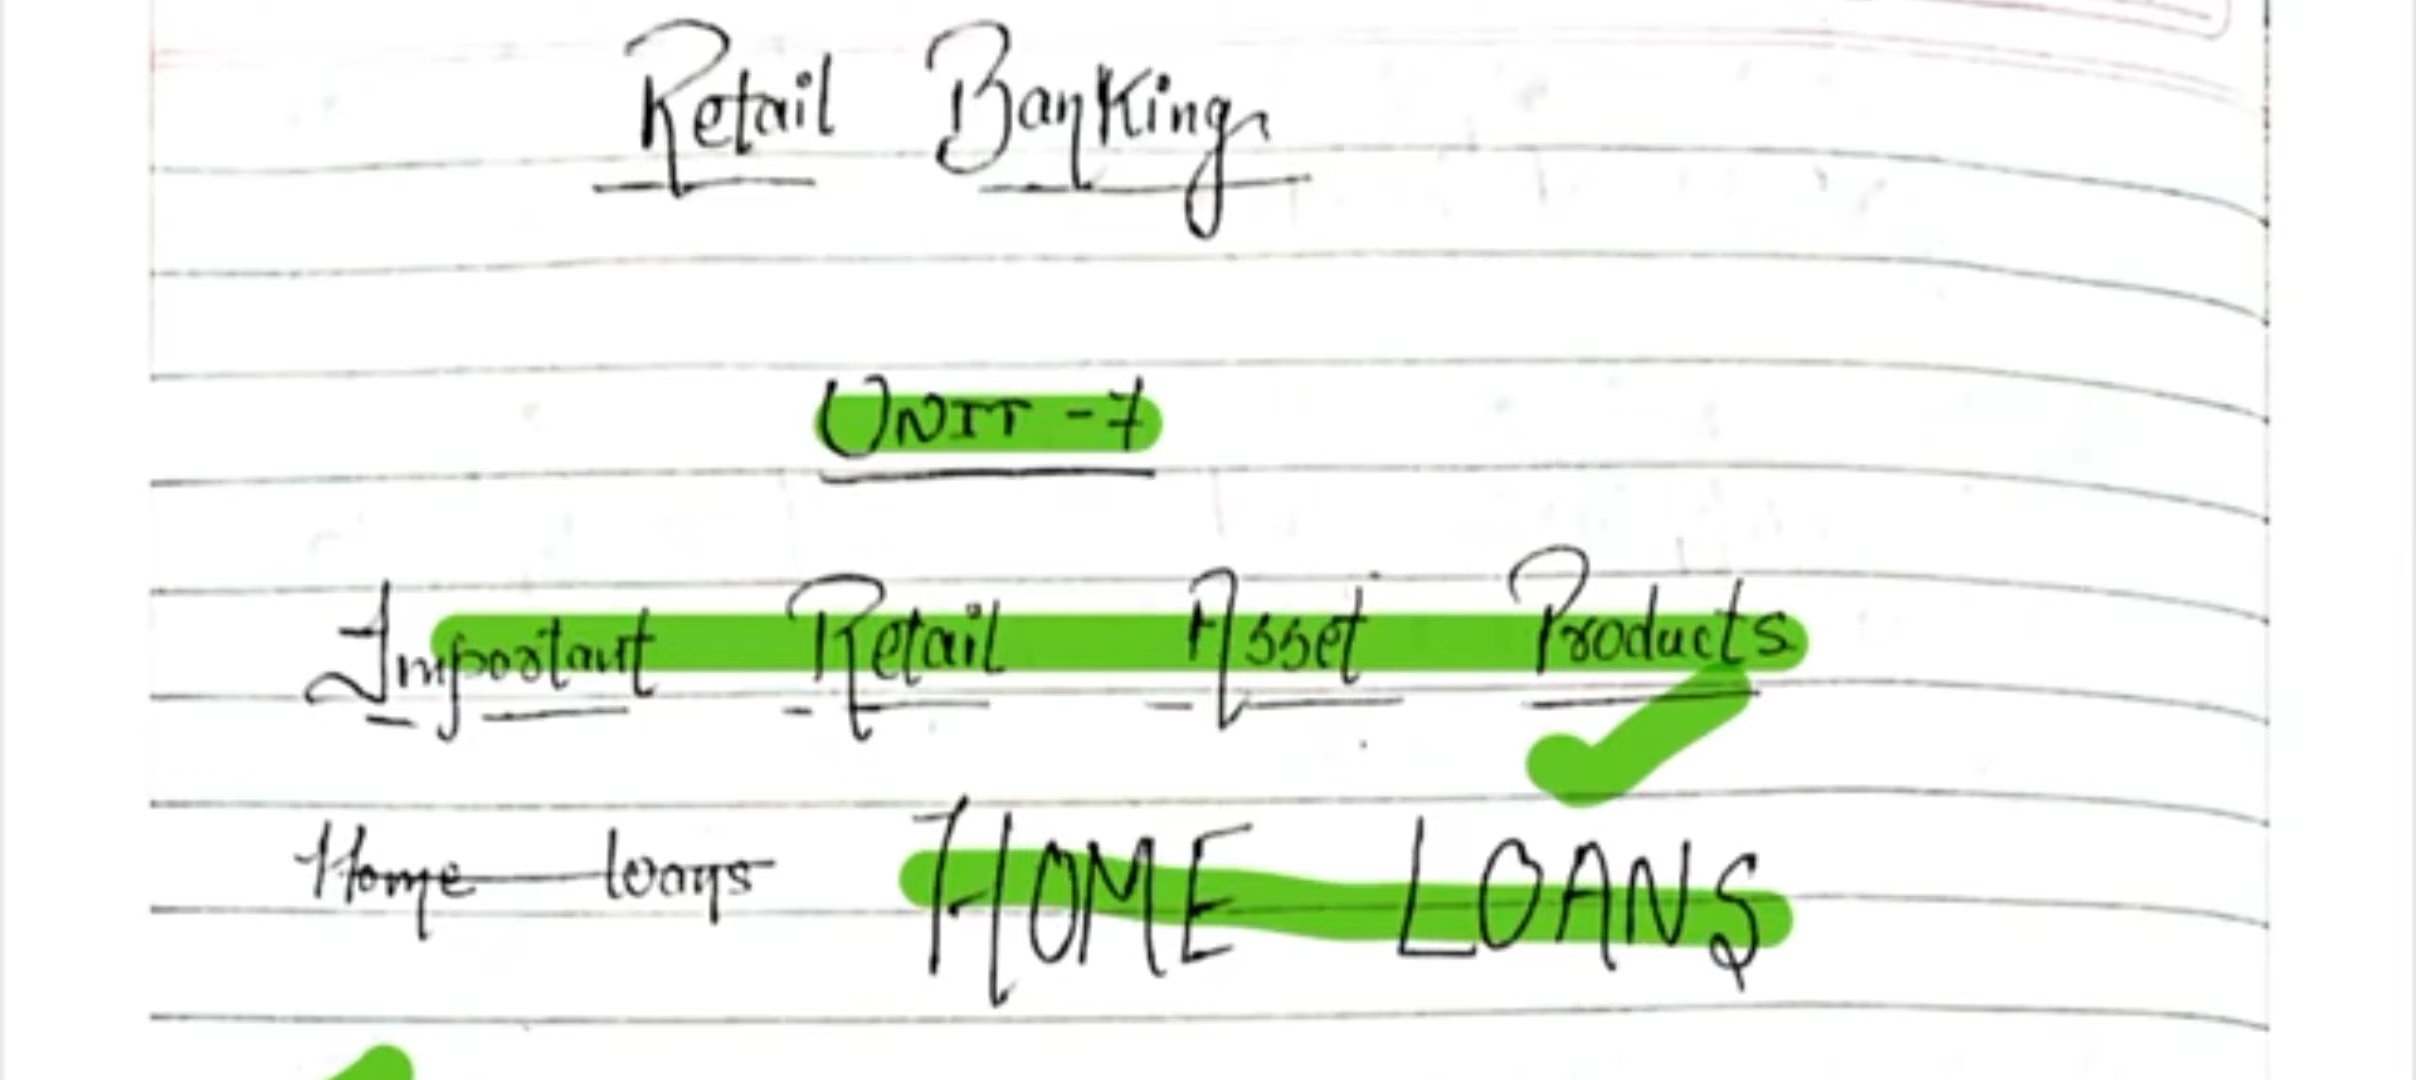 Retail Banking
UNIT - 7
Important Retail Asset Products
Home loans HOME LOANS